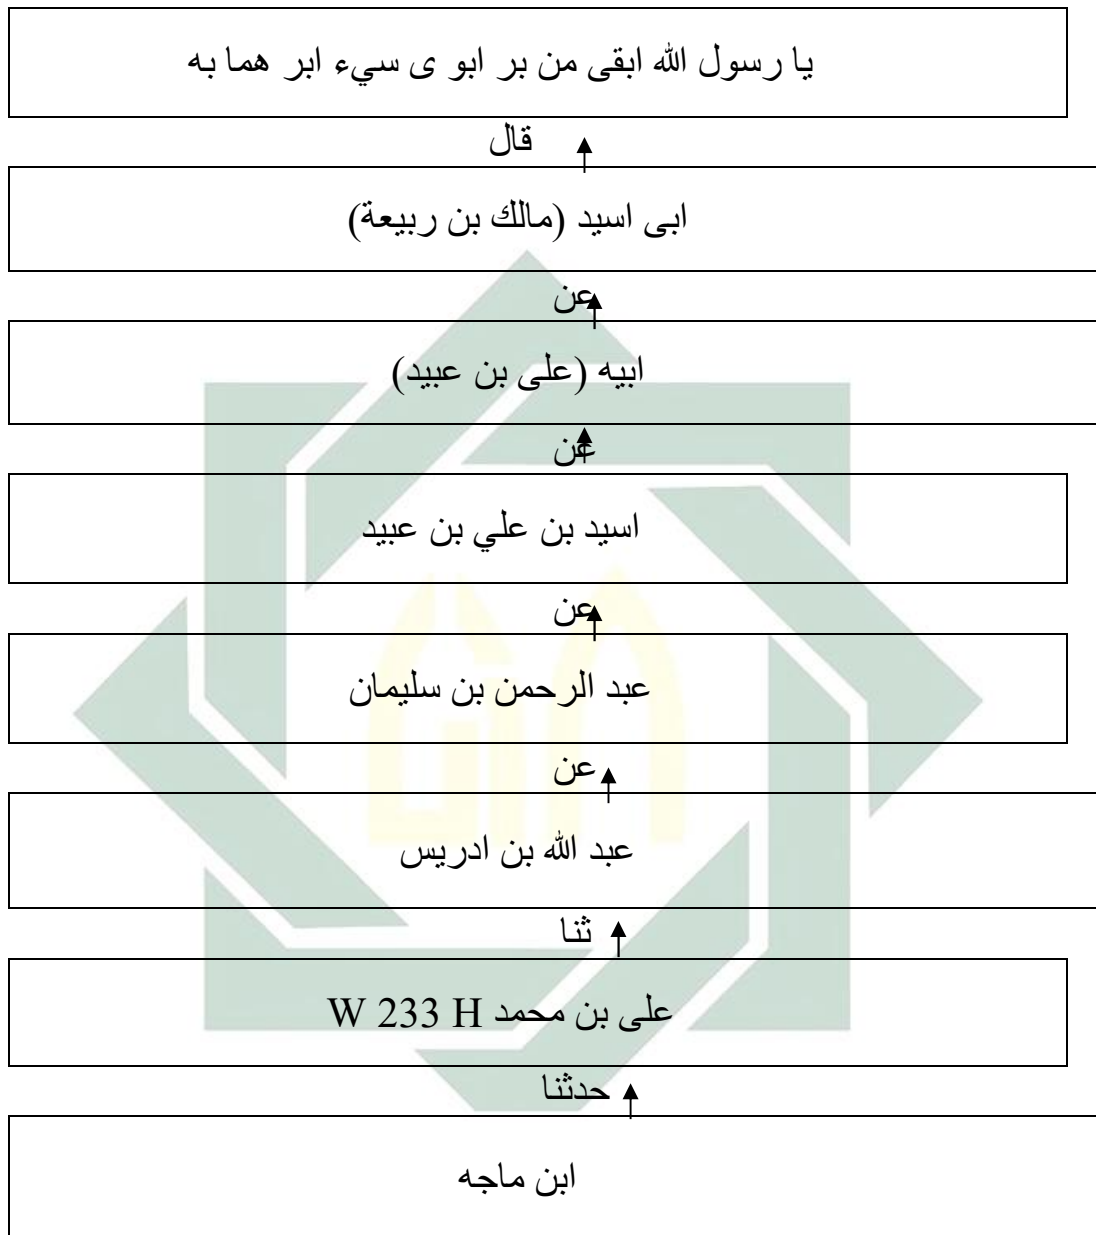 يا رسول الله ابقى من بر ابو ى سيء ابر هما به
قال
ابى اسيد (مالك بن ربيعة)
عن
ابيه (على بن عبيد)
عن
اسيد بن علي بن عبيد
عن
عبد الرحمن بن سليمان
عن
عبد الله بن ادريس
ثنا
على بن محمد W 233 H
حدثنا
ابن ماجه